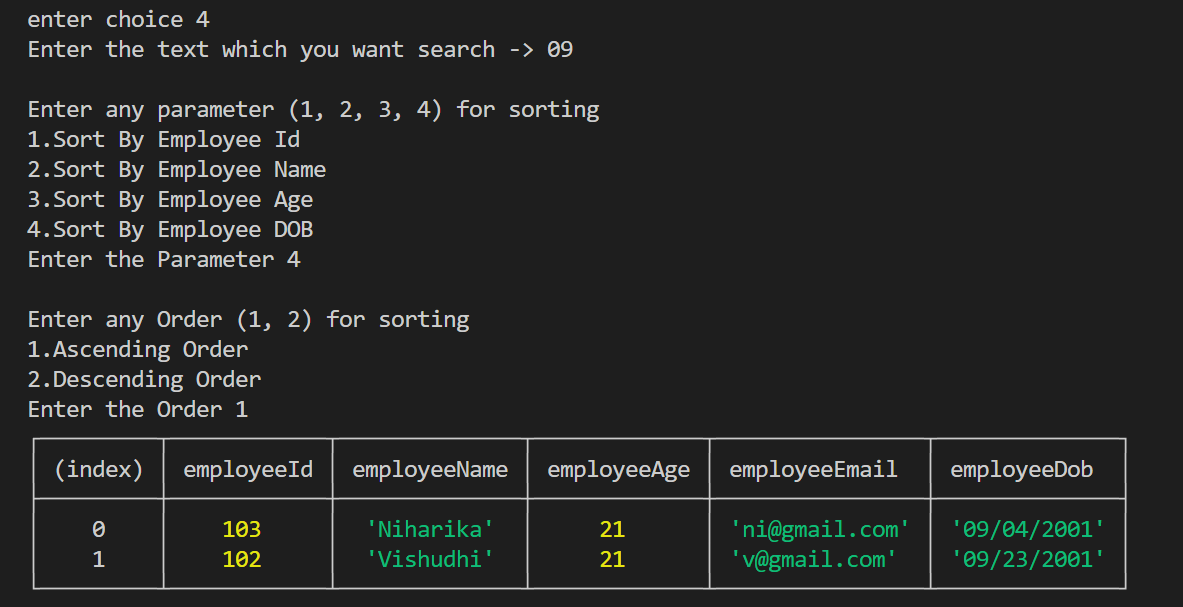 enter choice 4
Enter the text which you want search -> 09
Enter any parameter (1, 2, 3, 4) for sorting
1.Sort By Employee Id
2.Sort By Employee Name
3.Sort By Employee Age
4.Sort By Employee DOB
Enter the Parameter 4
Enter any Order (1, 2) for sorting
1.Ascending Order
2.Descending Order
Enter the Order 1
(index) employeeId employeeName employeeAge employeeEmail employeeDob
0 103 'Niharika' 21 'ni@gmail.com' '09/04/2001'
1 102 'Vishudhi' 21 'v@gmail.com' '09/23/2001'